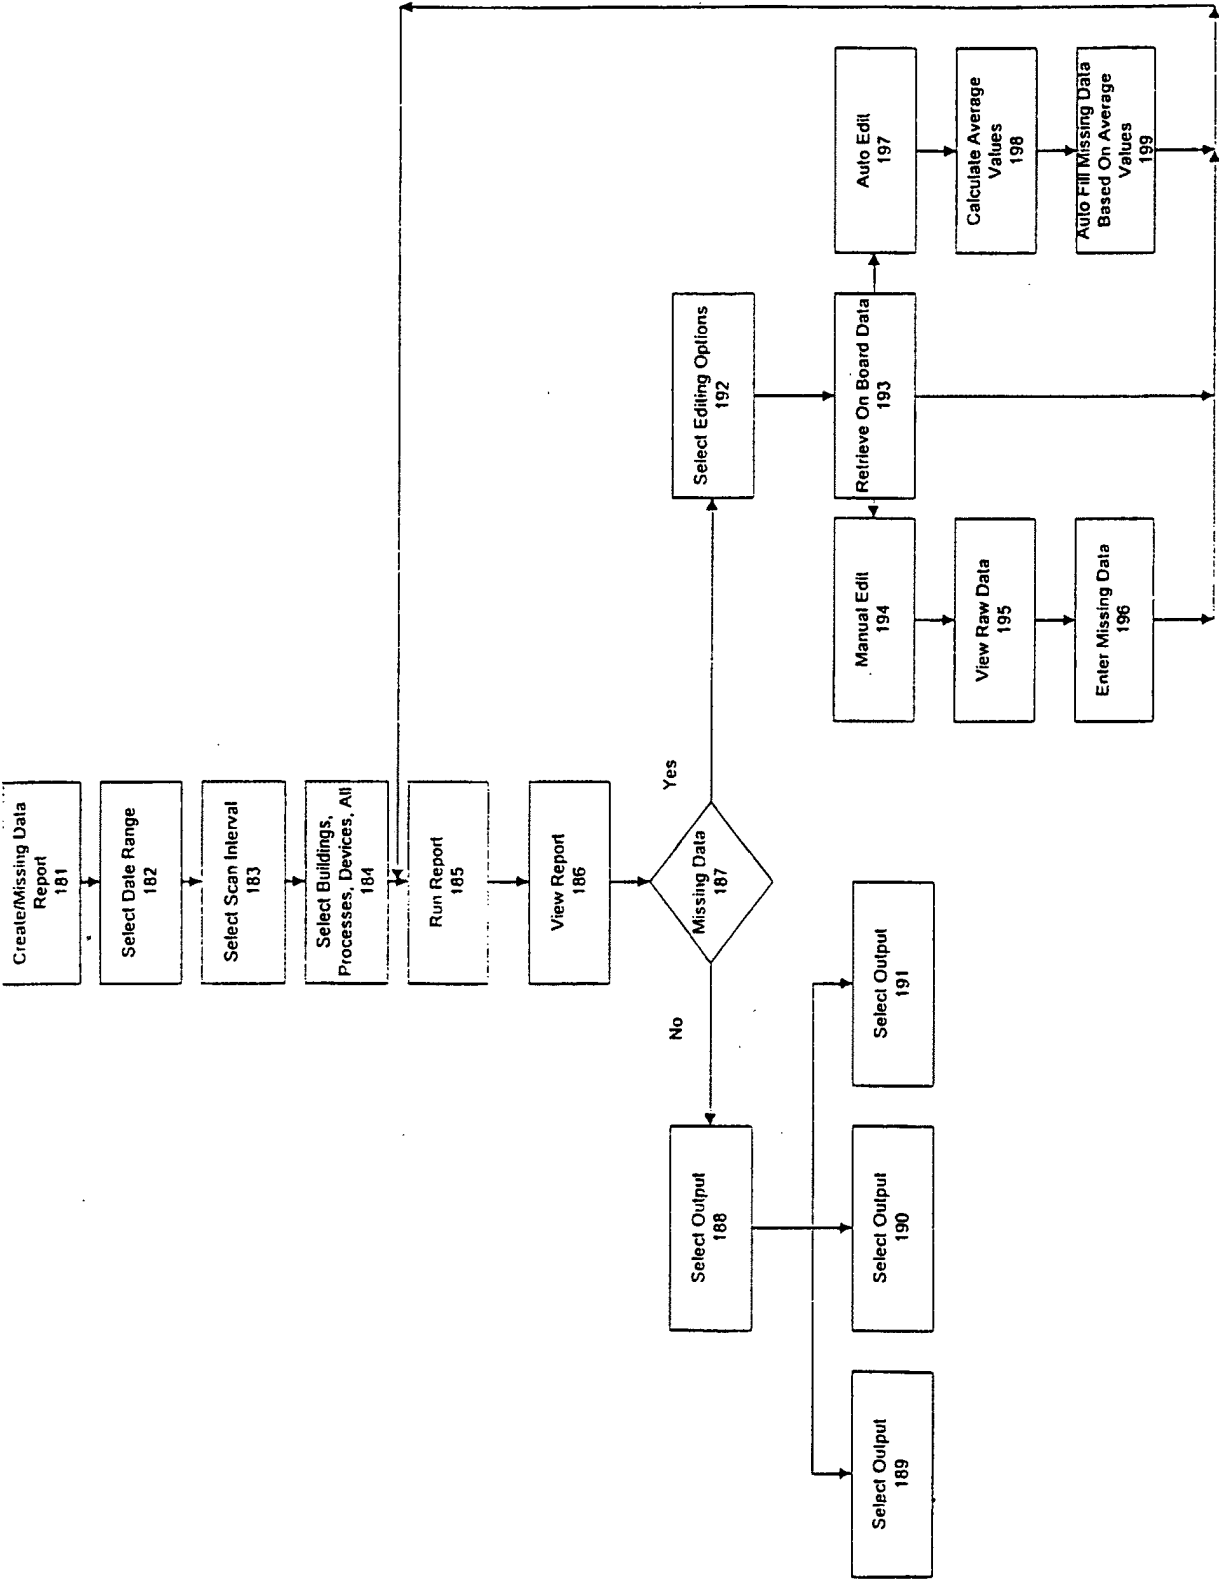 Create/Missing Data
Report
181
Select Date Range
182
Select Scan Interval
183
Select Buildings,
Processes, Devices, All
184
Run Report
185
View Report
186
Missing Data
187
Yes
No
Select Output
188
Select Output
189
Select Output
190
Select Output
191
Select Editing Options
192
Retrieve On Board Data
193
Manual Edit
194
View Raw Data
195
Enter Missing Data
196
Auto Edit
197
Calculate Average
Values
198
Auto Fill Missing Data
Based On Average
Values
199